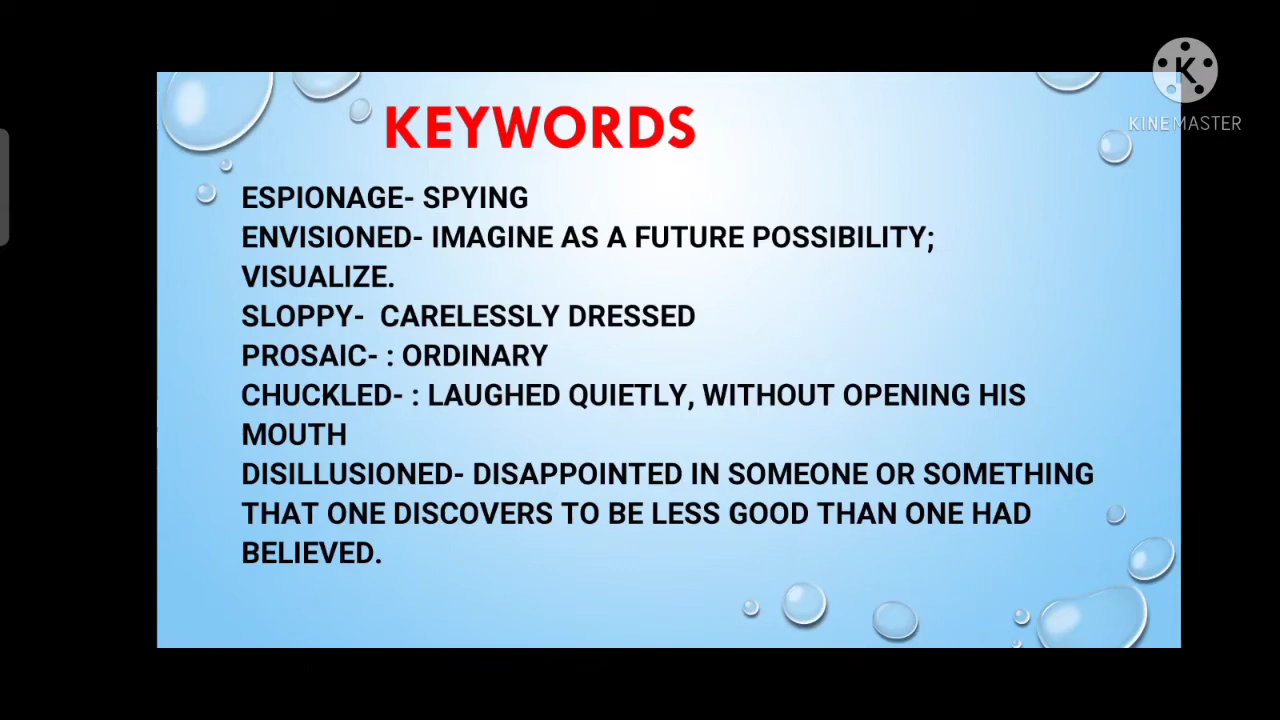 K
KINEMASTER
KEYWORDS
ESPIONAGE- SPYING
ENVISIONED- IMAGINE AS A FUTURE POSSIBILITY;
VISUALIZE.
SLOPPY-  CARELESSLY DRESSED
PROSAIC- : ORDINARY
CHUCKLED- : LAUGHED QUIETLY, WITHOUT OPENING HIS
MOUTH
DISILLUSIONED- DISAPPOINTED IN SOMEONE OR SOMETHING
THAT ONE DISCOVERS TO BE LESS GOOD THAN ONE HAD
BELIEVED.